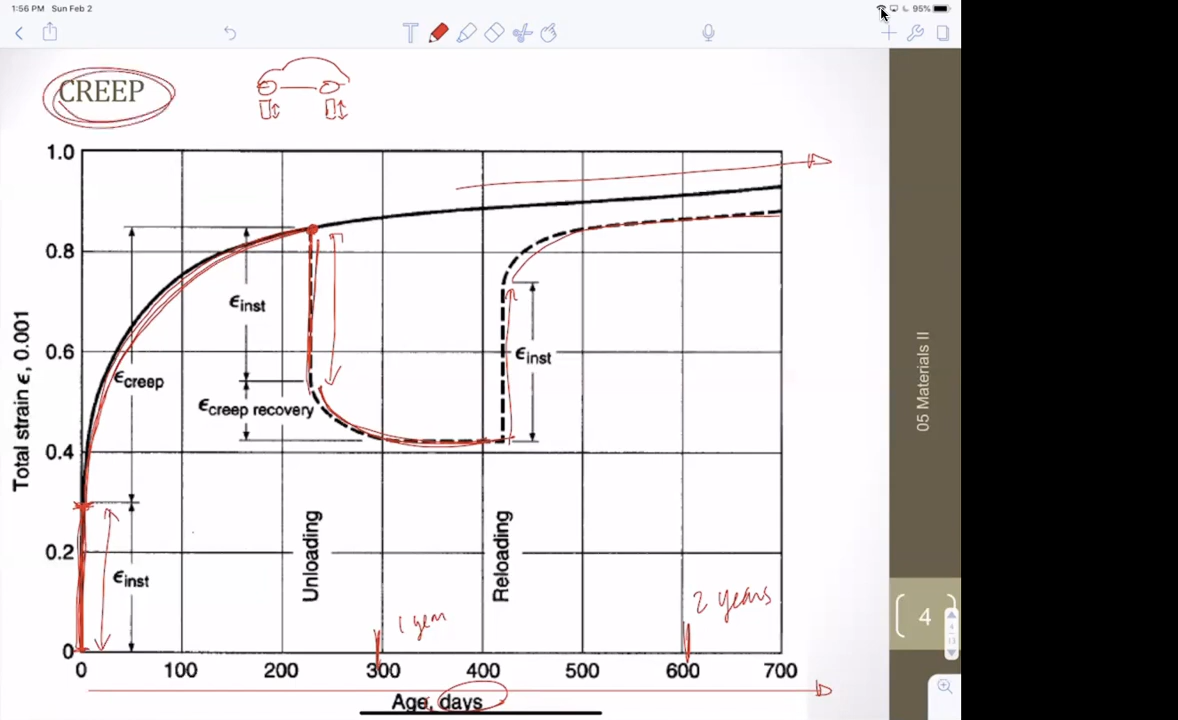 1:56 PM Sun Feb 2
95%
CREEP
1.0
0.8
0.6
0.4
0.2
0
Total strain ϵ, 0.001
ϵinst
ϵcreep
ϵcreep recovery
ϵinst
ϵinst
Unloading
Reloading
1 year
2 years
0 100 200 300 400 500 600 700
Age, days
05 Materials II
4